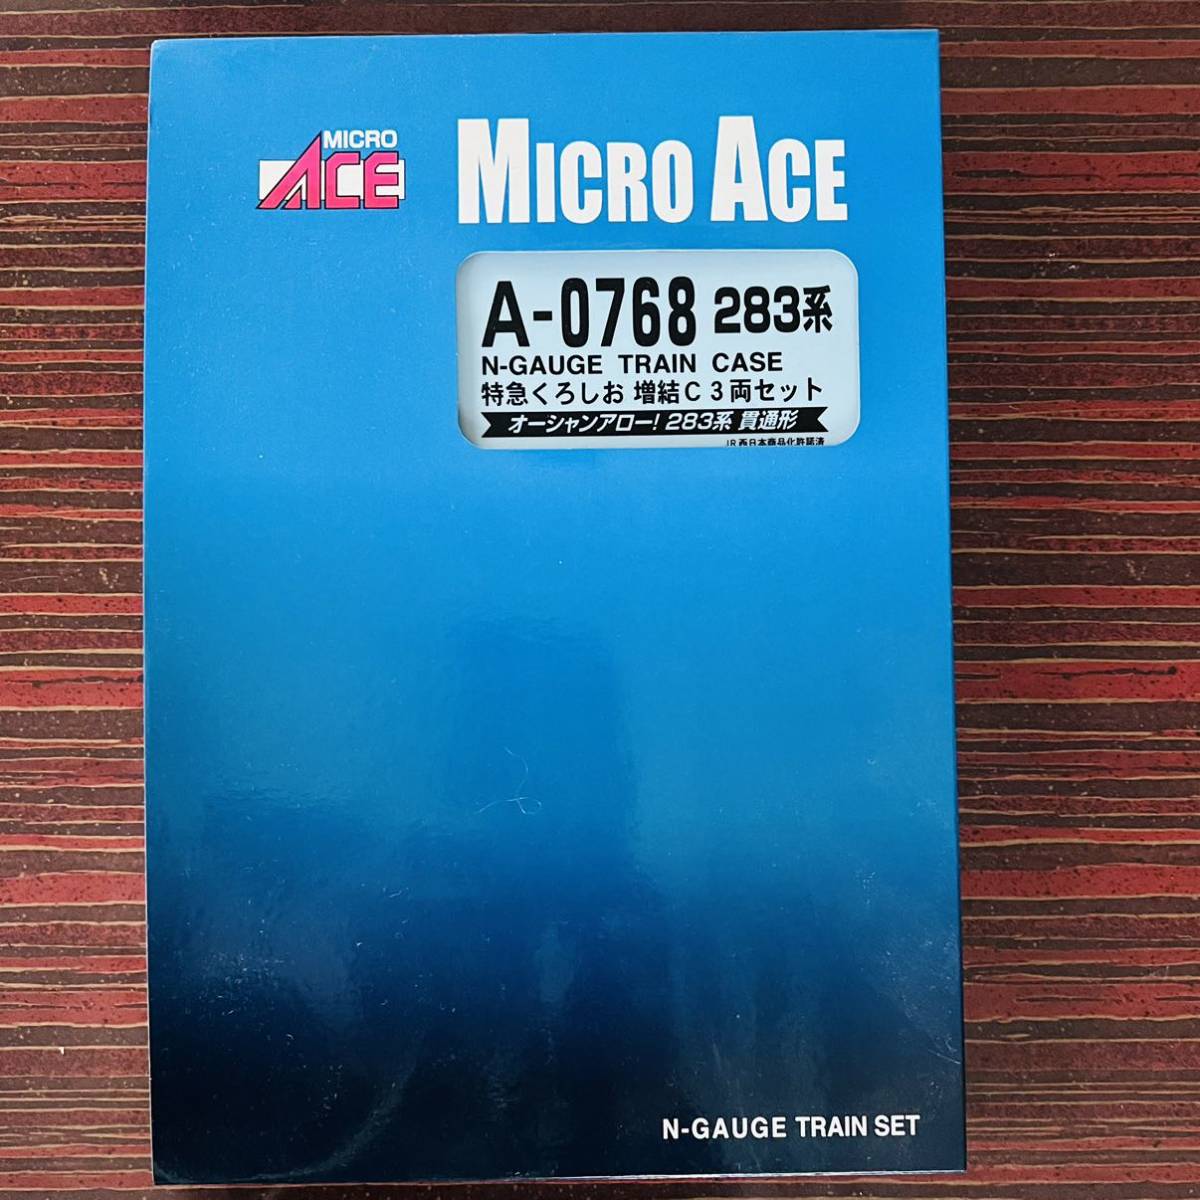 MICRO
ACE
MICRO ACE
A-0768 283系
N-GAUGE TRAIN CASE
特急くろしお 増結C 3両セット
オーシャンアロー! 283系 貫通形
JR西日本商品化許諾済
N-GAUGE TRAIN SET